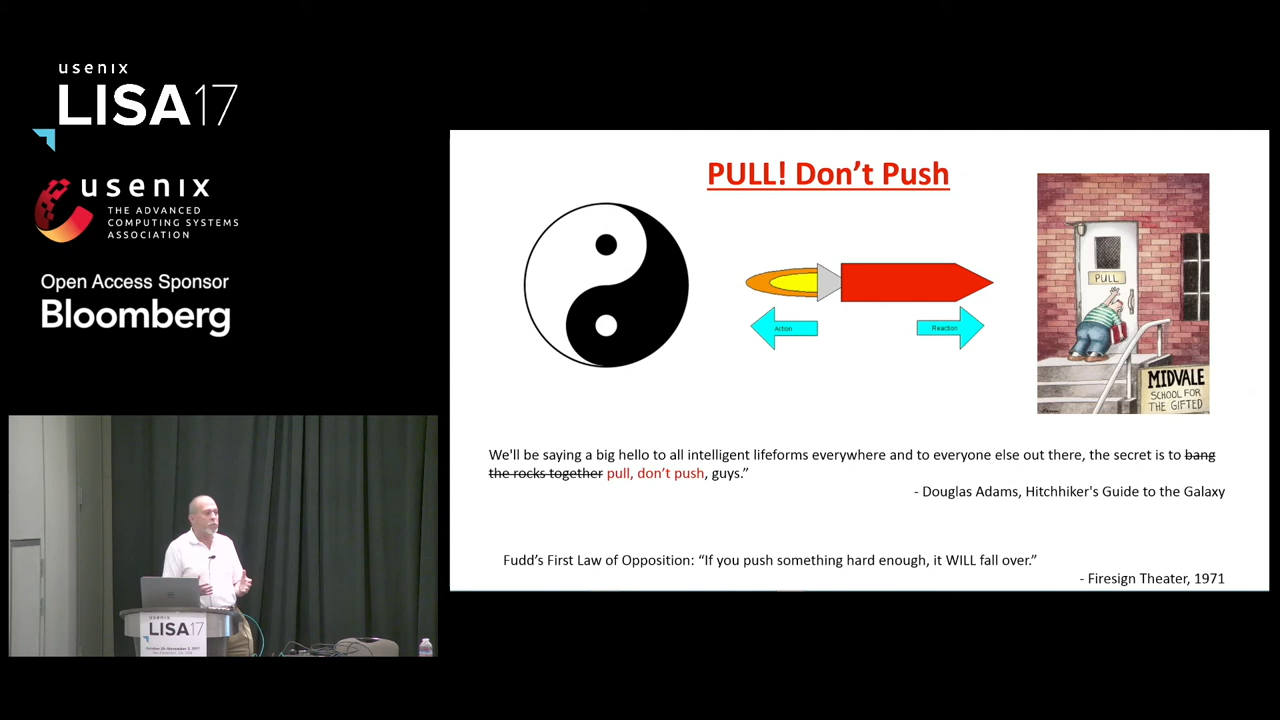 usenix
LISA17
usenix
THE ADVANCED
COMPUTING SYSTEMS
ASSOCIATION
Open Access Sponsor
Bloomberg
PULL! Don’t Push
Action
Reaction
PULL
MIDVALE
SCHOOL FOR
THE GIFTED
We'll be saying a big hello to all intelligent lifeforms everywhere and to everyone else out there, the secret is to bang
the rocks together pull, don’t push, guys.”
- Douglas Adams, Hitchhiker's Guide to the Galaxy
Fudd’s First Law of Opposition: “If you push something hard enough, it WILL fall over.”
- Firesign Theater, 1971
usenix
LISA17